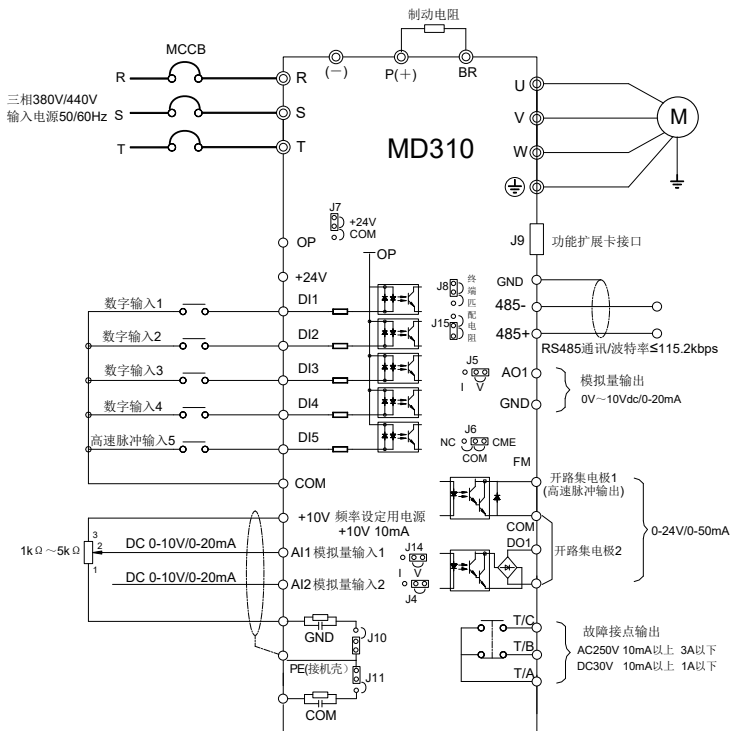 制动电阻
MCCB
R
R
(－)
P(＋)
BR
U
三相380V/440V
输入电源50/60Hz
S
S
V
M
T
T
W
MD310
J7
+24V
COM
OP
OP
J9
功能扩展卡接口
+24V
J8
终端匹配电阻
J15
GND
485-
485+
RS485通讯/波特率≤115.2kbps
数字输入1
DI1
数字输入2
DI2
数字输入3
DI3
数字输入4
DI4
高速脉冲输入5
DI5
J5
I
V
AO1
GND
模拟量输出
0V～10Vdc/0-20mA
J6
NC
CME
COM
FM
开路集电极1
(高速脉冲输出)
COM
COM
DO1
开路集电极2
0-24V/0-50mA
+10V
频率设定用电源
+10V 10mA
1kΩ～5kΩ
3
2
1
DC 0-10V/0-20mA
AI1
模拟量输入1
DC 0-10V/0-20mA
AI2
模拟量输入2
J14
I
V
J4
GND
J10
PE(接机壳)
J11
COM
T/C
T/B
T/A
故障接点输出
AC250V 10mA以上 3A以下
DC30V 10mA以上 1A以下